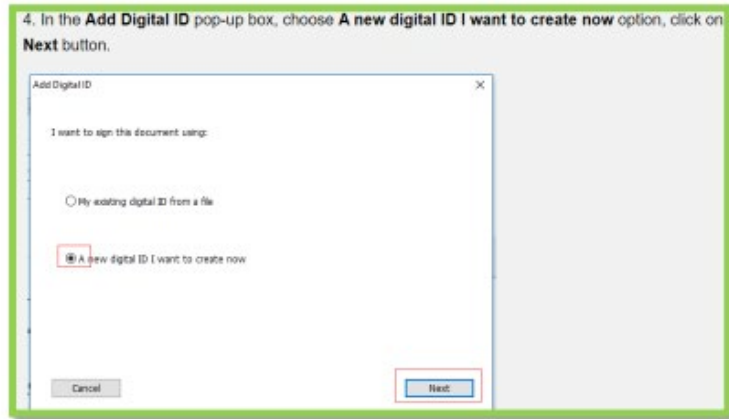 4. In the Add Digital ID pop-up box, choose A new digital ID I want to create now option, click on
Next button.
Add Digital ID
I want to sign this document using:
My existing digital ID from a file
A new digital ID I want to create now
Cancel
Next